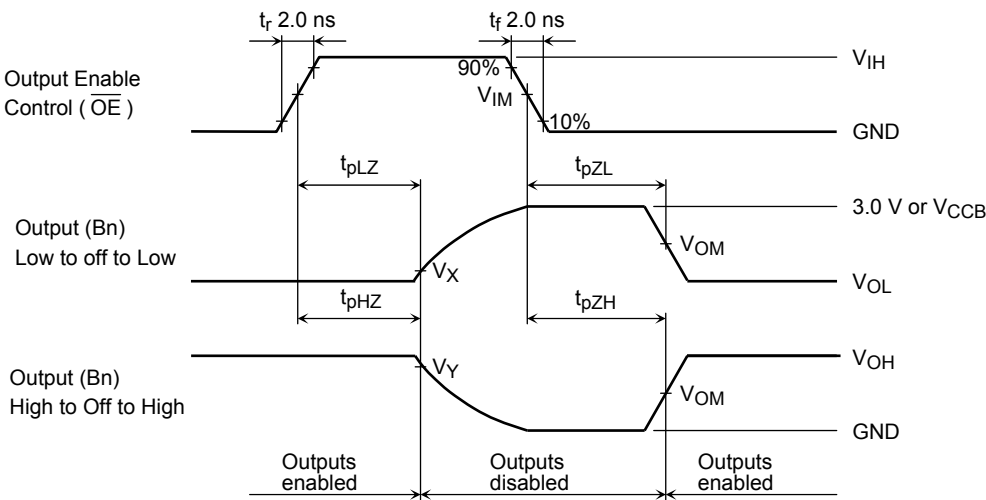 tr 2.0 ns
tf 2.0 ns
Output Enable
Control ( OE )
90%
VIM
10%
VIH
GND
tpLZ
tpZL
Output (Bn)
Low to off to Low
VX
VOM
3.0 V or VCCB
VOL
tpHZ
tpZH
Output (Bn)
High to Off to High
VY
VOM
VOH
GND
Outputs
enabled
Outputs
disabled
Outputs
enabled